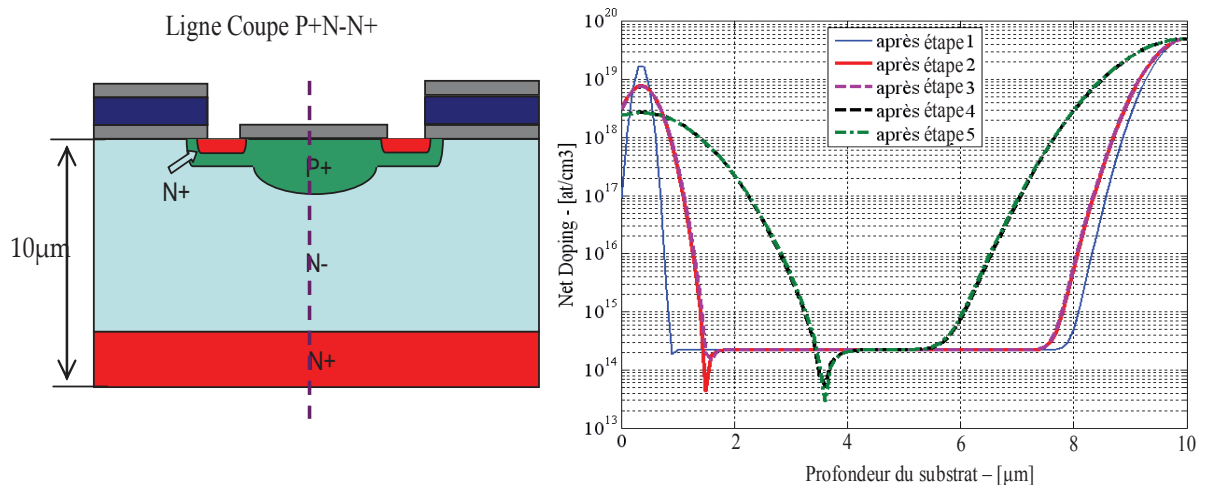 Ligne Coupe P+N-N+
P+
N+
10µm
N-
N+
après étape 1
après étape 2
après étape 3
après étape 4
après étape 5
Net Doping - [at/cm3]
10^20
10^19
10^18
10^17
10^16
10^15
10^14
10^13
0 2 4 6 8 10
Profondeur du substrat – [µm]